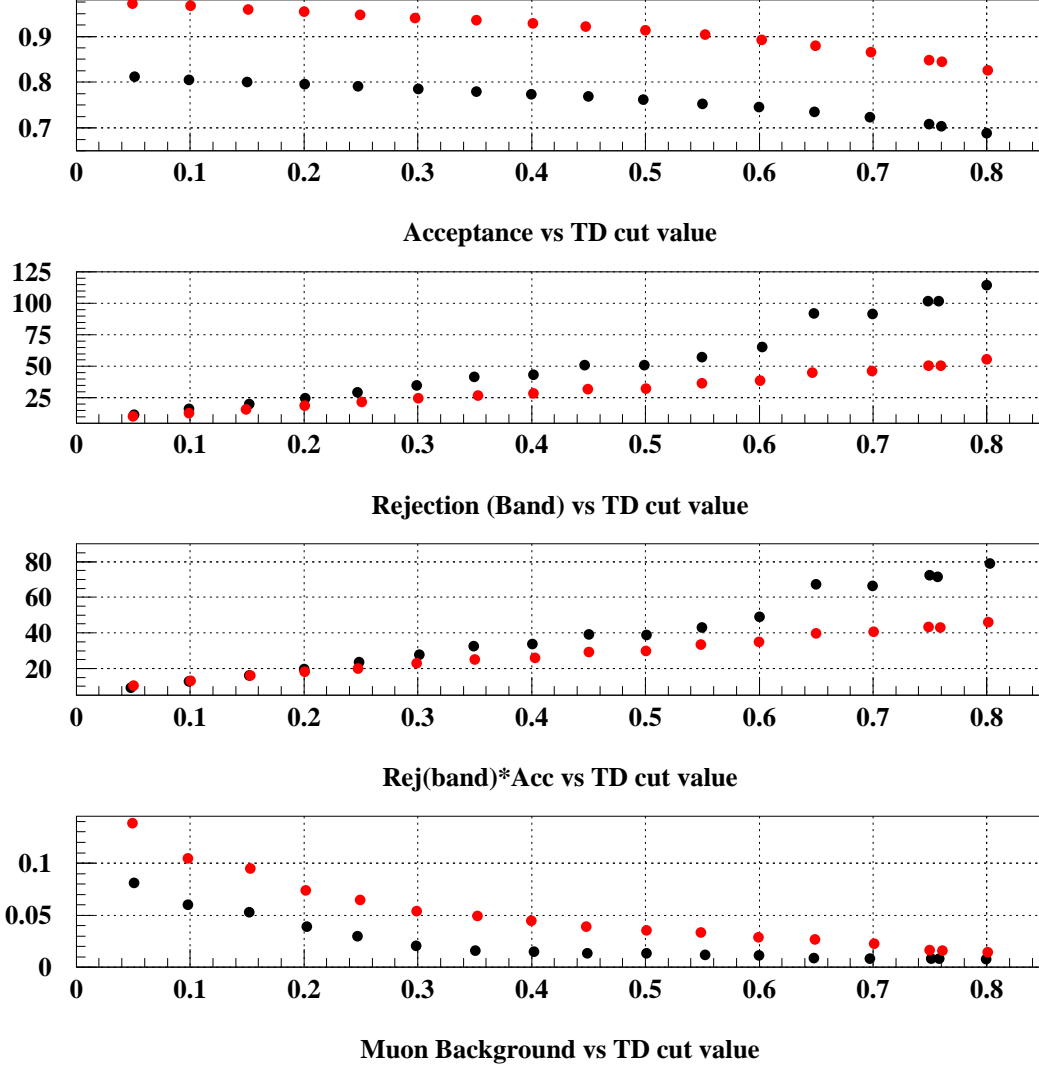 0.9
0.8
0.7
0 0.1 0.2 0.3 0.4 0.5 0.6 0.7 0.8
Acceptance vs TD cut value
125
100
75
50
25
0 0.1 0.2 0.3 0.4 0.5 0.6 0.7 0.8
Rejection (Band) vs TD cut value
80
60
40
20
0 0.1 0.2 0.3 0.4 0.5 0.6 0.7 0.8
Rej(band)*Acc vs TD cut value
0.1
0.05
0
0 0.1 0.2 0.3 0.4 0.5 0.6 0.7 0.8
Muon Background vs TD cut value